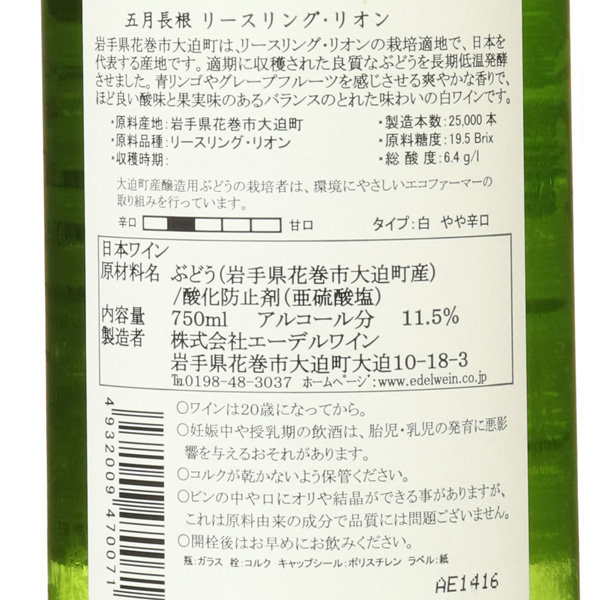 五月長根 リースリング・リオン
岩手県花巻市大迫町は、リースリング・リオンの栽培適地で、日本を
代表する産地です。適期に収穫された良質なぶどうを長期低温発酵
させました。青リンゴやグレープフルーツを感じさせる爽やかな香りで、
ほど良い酸味と果実味のあるバランスのとれた味わいの白ワインです。
・原料産地:岩手県花巻市大迫町 ・製造本数:25,000 本
・原料品種:リースリング・リオン ・原料糖度:19.5 Brix
・収穫時期: ・総酸度:6.4 g/l
大迫町産醸造用ぶどうの栽培者は、環境にやさしいエコファーマーの
取り組みを行っています。
辛口 甘口 タイプ:白 やや辛口
日本ワイン
原材料名 ぶどう(岩手県花巻市大迫町産)
/酸化防止剤(亜硫酸塩)
内容量 750ml アルコール分 11.5%
製造者 株式会社エーデルワイン
岩手県花巻市大迫町大迫10-18-3
℡0198-48-3037 ホームページ:www.edelwein.co.jp
○ワインは20歳になってから。
○妊娠中や授乳期の飲酒は、胎児・乳児の発育に悪影
響を与えるおそれがあります。
○コルクが乾かないよう保管ください。
○ビンの中や口にオリや結晶ができる事がありますが、
これは原料由来の成分で品質には問題ございません。
○開栓後はお早めにお飲みください。
瓶:ガラス 栓:コルク キャップシール:ポリスチレン ラベル:紙
4932009470071
AE1416